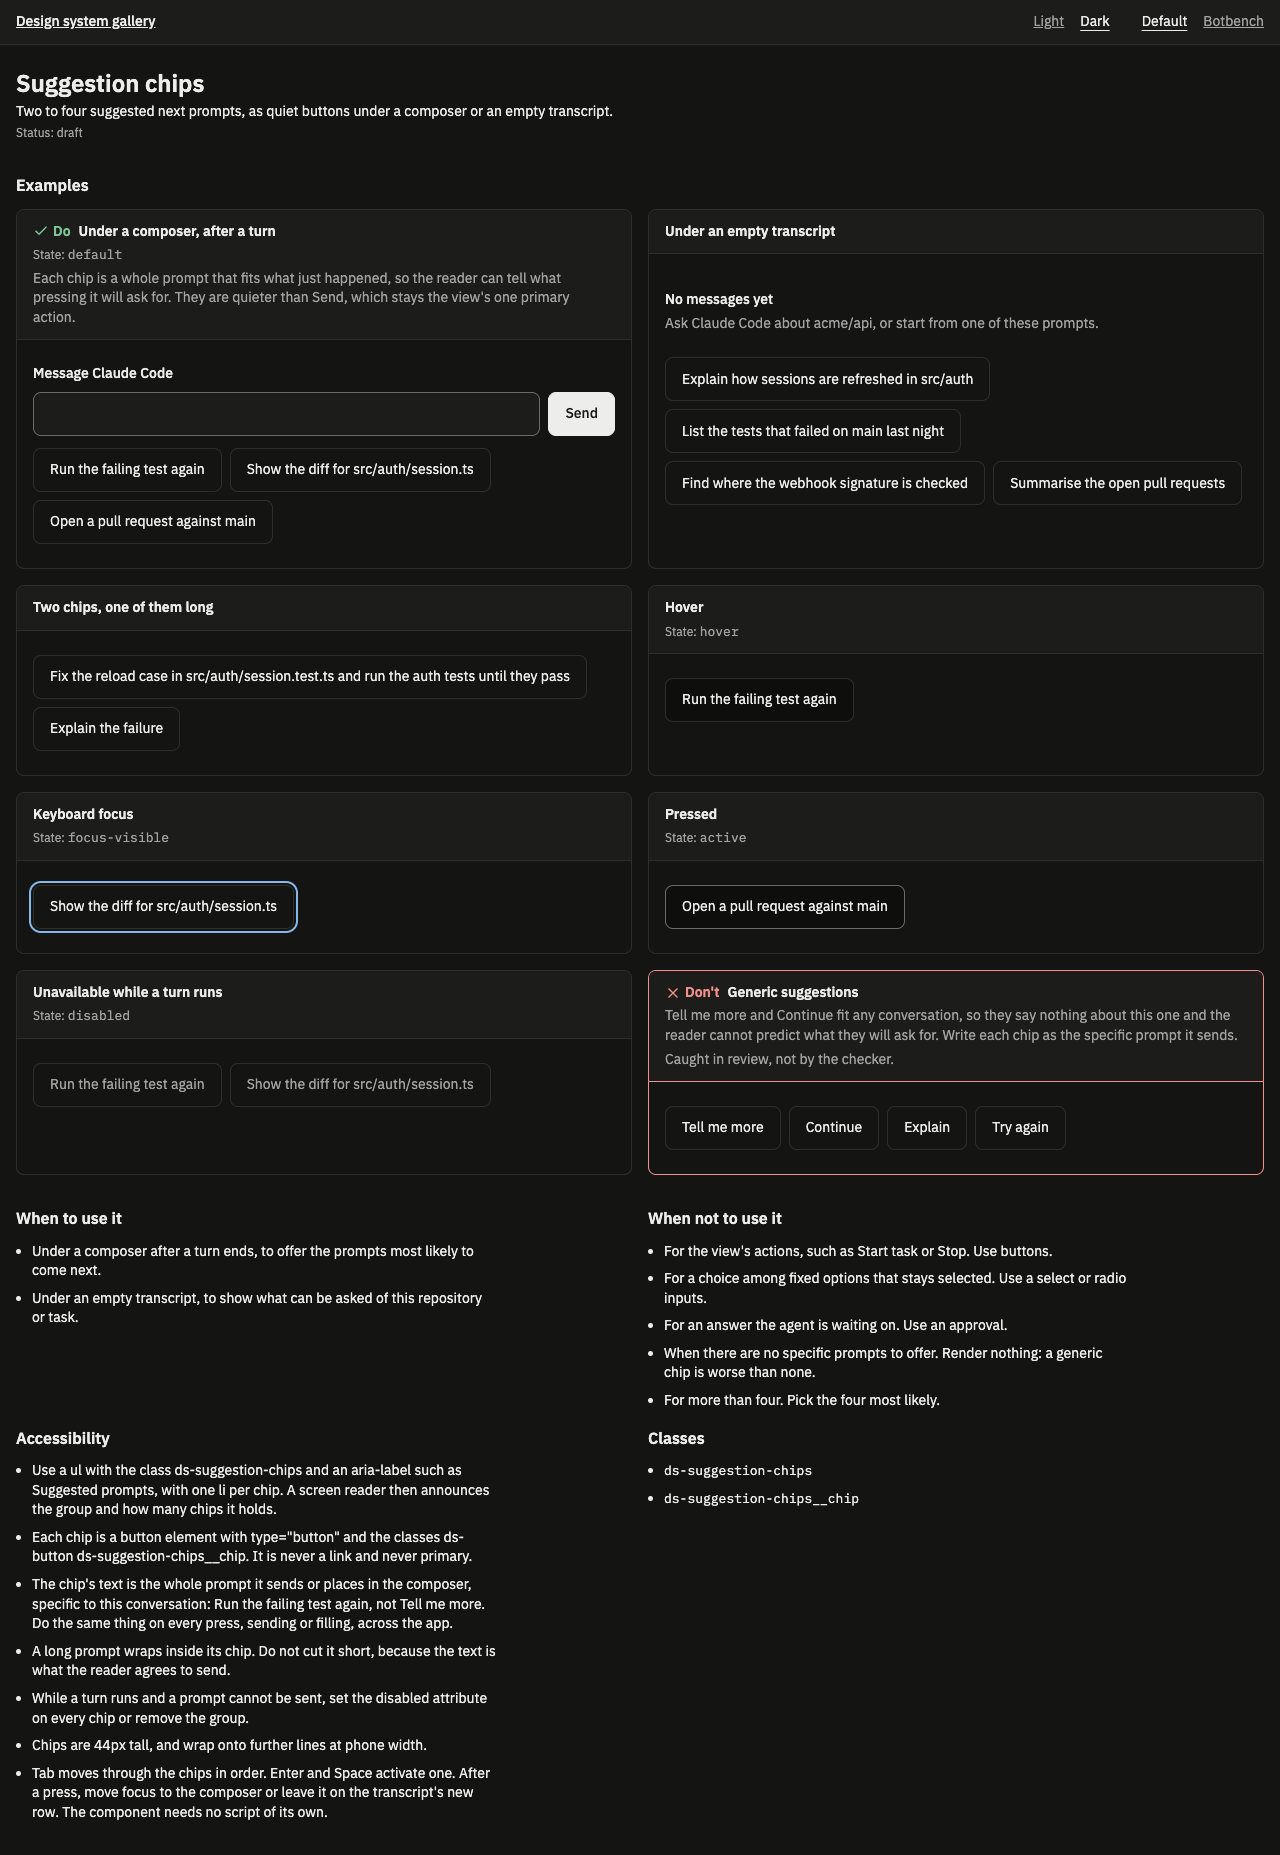 Design system gallery
Light Dark Default Botbench
Suggestion chips
Two to four suggested next prompts, as quiet buttons under a composer or an empty transcript.
Status: draft
Examples
Do Under a composer, after a turn
State: default
Each chip is a whole prompt that fits what just happened, so the reader can tell what
pressing it will ask for. They are quieter than Send, which stays the view's one primary
action.
Message Claude Code
Send
Run the failing test again
Show the diff for src/auth/session.ts
Open a pull request against main
Under an empty transcript
No messages yet
Ask Claude Code about acme/api, or start from one of these prompts.
Explain how sessions are refreshed in src/auth
List the tests that failed on main last night
Find where the webhook signature is checked
Summarise the open pull requests
Two chips, one of them long
Fix the reload case in src/auth/session.test.ts and run the auth tests until they pass
Explain the failure
Hover
State: hover
Run the failing test again
Keyboard focus
State: focus-visible
Show the diff for src/auth/session.ts
Pressed
State: active
Open a pull request against main
Unavailable while a turn runs
State: disabled
Run the failing test again
Show the diff for src/auth/session.ts
Don't Generic suggestions
Tell me more and Continue fit any conversation, so they say nothing about this one and the
reader cannot predict what they will ask for. Write each chip as the specific prompt it sends.
Caught in review, not by the checker.
Tell me more
Continue
Explain
Try again
When to use it
• Under a composer after a turn ends, to offer the prompts most likely to
come next.
• Under an empty transcript, to show what can be asked of this repository
or task.
When not to use it
• For the view's actions, such as Start task or Stop. Use buttons.
• For a choice among fixed options that stays selected. Use a select or radio
inputs.
• For an answer the agent is waiting on. Use an approval.
• When there are no specific prompts to offer. Render nothing: a generic
chip is worse than none.
• For more than four. Pick the four most likely.
Accessibility
• Use a ul with the class ds-suggestion-chips and an aria-label such as
Suggested prompts, with one li per chip. A screen reader then announces
the group and how many chips it holds.
• Each chip is a button element with type="button" and the classes ds-
button ds-suggestion-chips__chip. It is never a link and never primary.
• The chip's text is the whole prompt it sends or places in the composer,
specific to this conversation: Run the failing test again, not Tell me more.
Do the same thing on every press, sending or filling, across the app.
• A long prompt wraps inside its chip. Do not cut it short, because the text is
what the reader agrees to send.
• While a turn runs and a prompt cannot be sent, set the disabled attribute
on every chip or remove the group.
• Chips are 44px tall, and wrap onto further lines at phone width.
• Tab moves through the chips in order. Enter and Space activate one. After
a press, move focus to the composer or leave it on the transcript's new
row. The component needs no script of its own.
Classes
• ds-suggestion-chips
• ds-suggestion-chips__chip